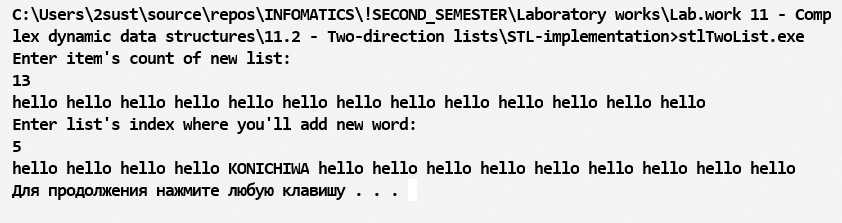 C:\Users\2sust\source\repos\INFOMATICS\!SECOND_SEMESTER\Laboratory works\Lab.work 11 - Comp
lex dynamic data structures\11.2 - Two-direction lists\STL-implementation>stlTwoList.exe
Enter item's count of new list:
13
hello hello hello hello hello hello hello hello hello hello hello hello hello
Enter list's index where you'll add new word:
5
hello hello hello hello KONICHIWA hello hello hello hello hello hello hello hello hello
Для продолжения нажмите любую клавишу . . .